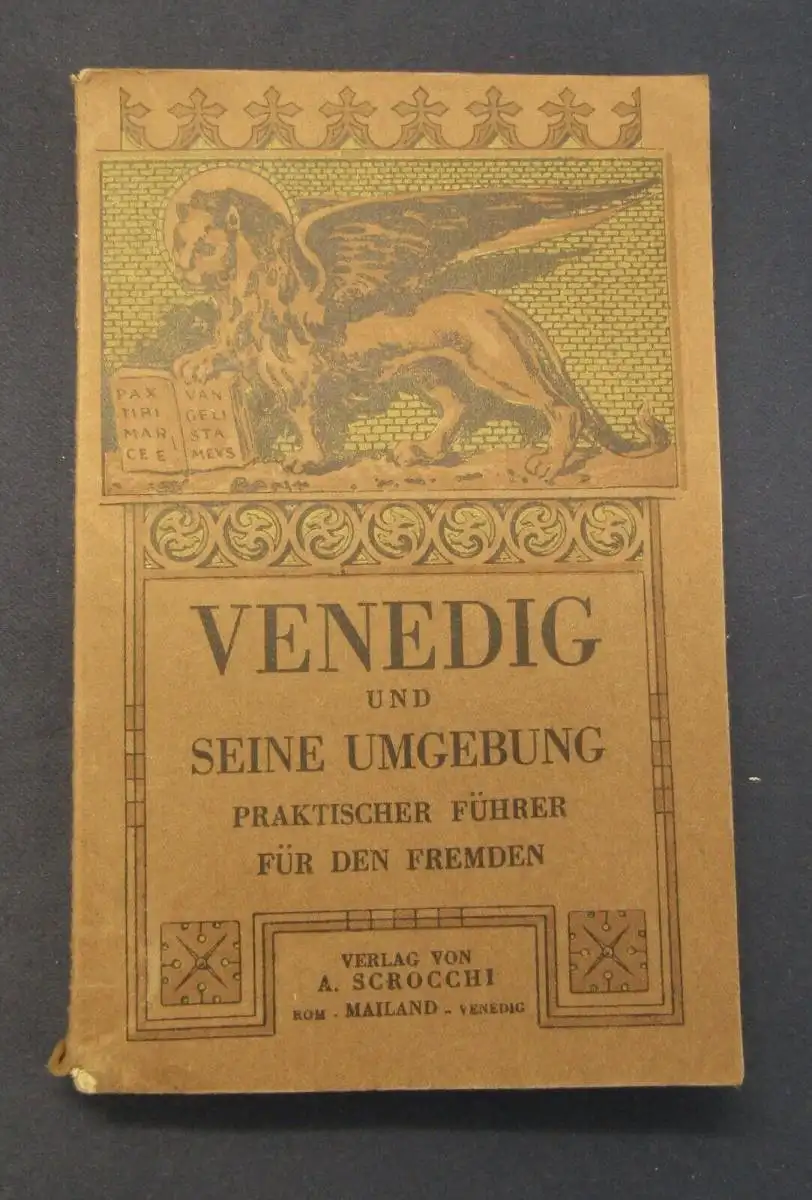 PAX
TIBI
MAR
CE E
VAN
GELI
STA
MEVS
VENEDIG
UND
SEINE UMGEBUNG
PRAKTISCHER FÜHRER
FÜR DEN FREMDEN
VERLAG VON
A. SCROCCHI
ROM - MAILAND - VENEDIG